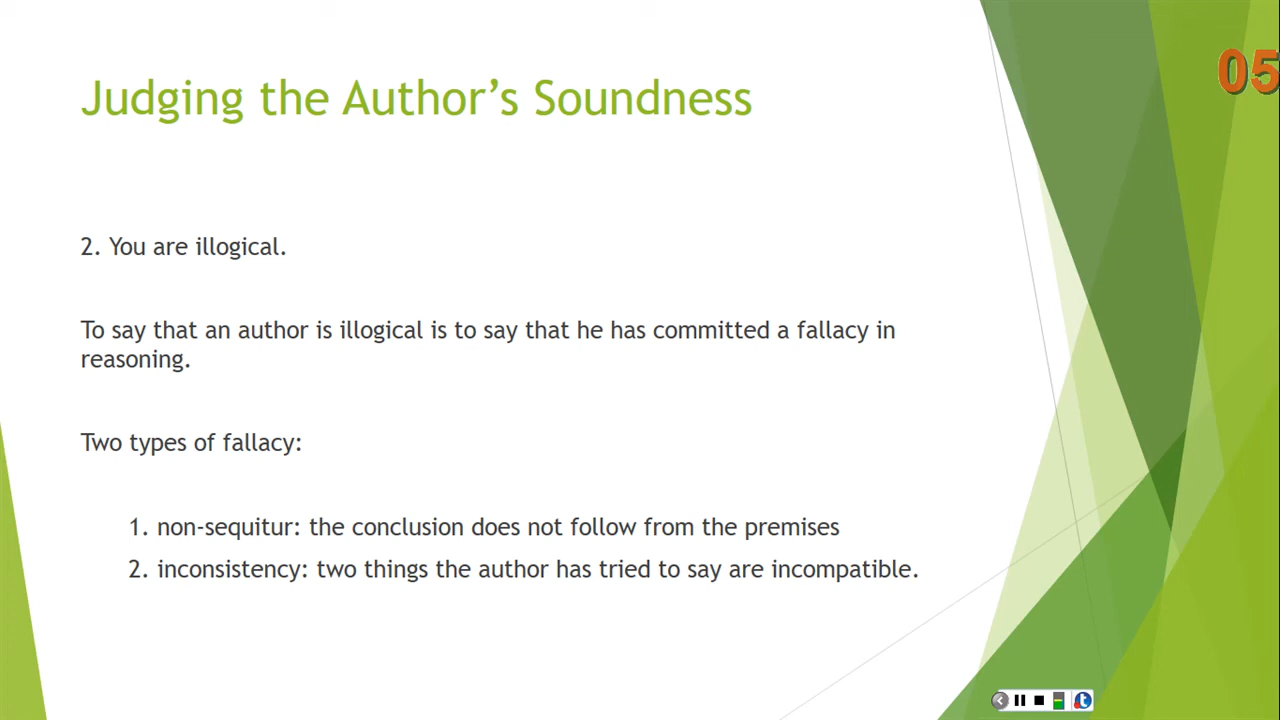 Judging the Author’s Soundness
05
2. You are illogical.
To say that an author is illogical is to say that he has committed a fallacy in
reasoning.
Two types of fallacy:
1. non-sequitur: the conclusion does not follow from the premises
2. inconsistency: two things the author has tried to say are incompatible.
t